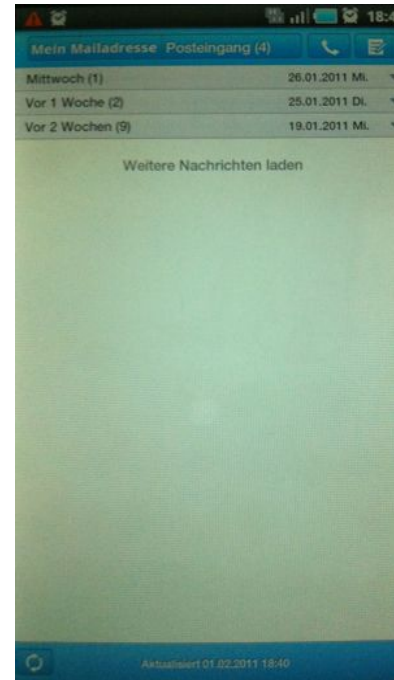 18:4
Mein Mailadresse Posteingang (4)
Mittwoch (1) 26.01.2011 Mi.
Vor 1 Woche (2) 25.01.2011 Di.
Vor 2 Wochen (9) 19.01.2011 Mi.
Weitere Nachrichten laden
Aktualisiert 01.02.2011 18:40